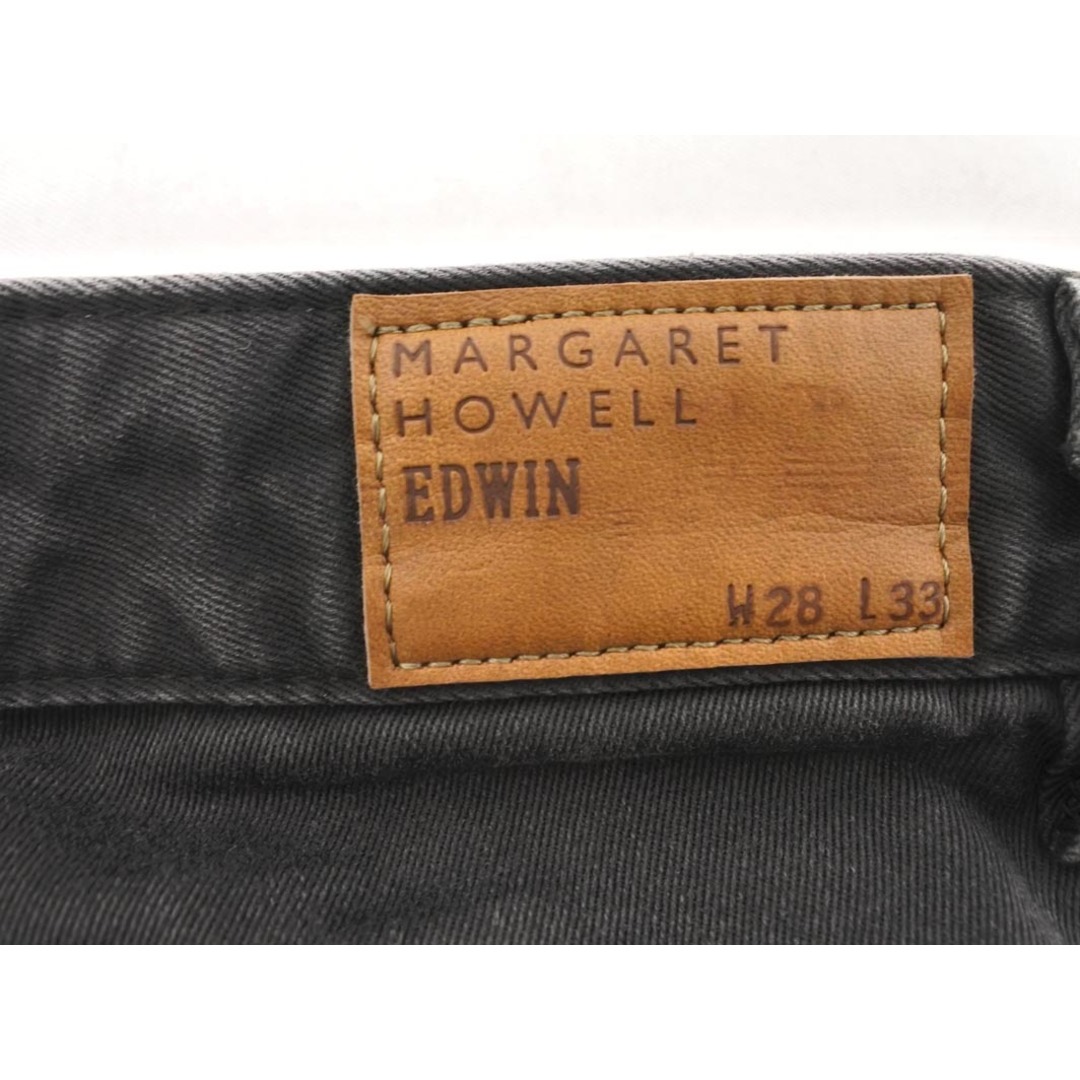 MARGARET
HOWELL
EDWIN
W28 L33